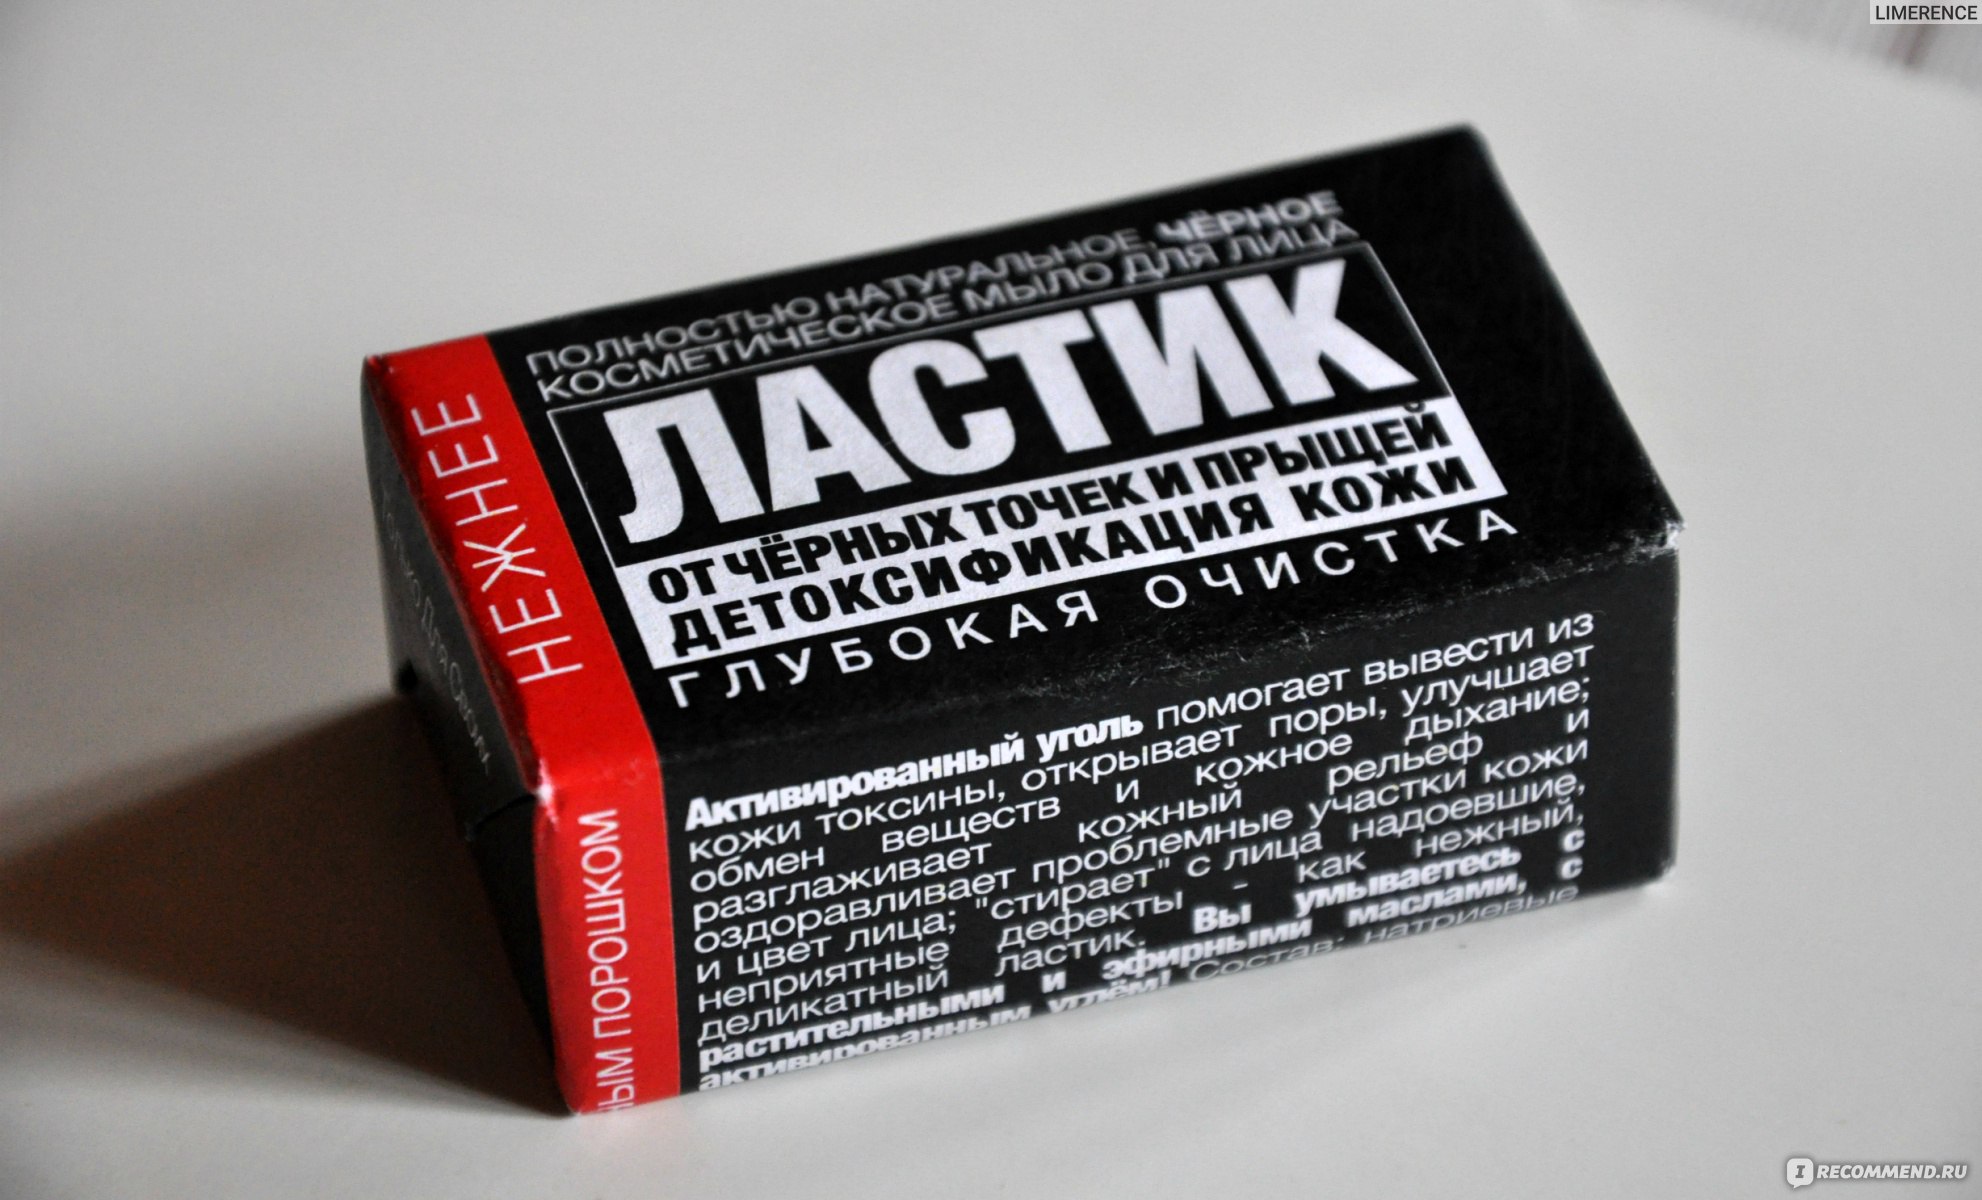 LIMERENCE
ПОЛНОСТЬЮ НАТУРАЛЬНОЕ, ЧЁРНОЕ
КОСМЕТИЧЕСКОЕ МЫЛО ДЛЯ ЛИЦА
ЛАСТИК
ОТ ЧЁРНЫХ ТОЧЕК И ПРЫЩЕЙ
ДЕТОКСИФИКАЦИЯ КОЖИ
ГЛУБОКАЯ ОЧИСТКА
НЕЖНЕЕ
НЫМ ПОРОШКОМ
Активированный уголь помогает вывести из
кожи токсины, открывает поры, улучшает
обмен веществ и кожное дыхание;
разглаживает кожный рельеф и
оздоравливает проблемные участки кожи
и цвет лица; "стирает" с лица надоевшие,
неприятные дефекты - как нежный,
деликатный ластик. Вы умываетесь с
растительными и эфирными маслами, с
активированным углём! Состав: натриевые
IRECOMMEND.RU